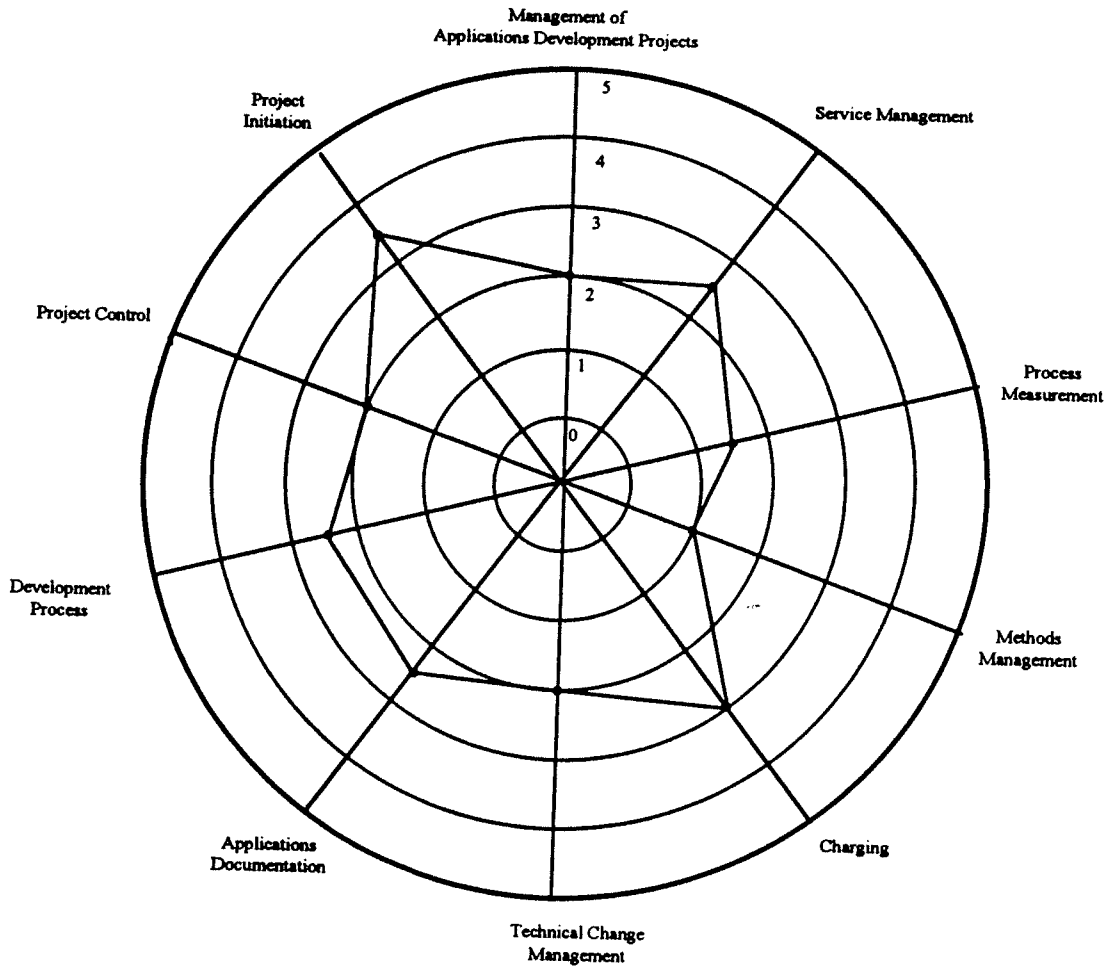 Management of
Applications Development Projects
Project
Initiation
5
Service Management
4
3
Project Control
2
1
Process
Measurement
0
Development
Process
Methods
Management
Applications
Documentation
Charging
Technical Change
Management